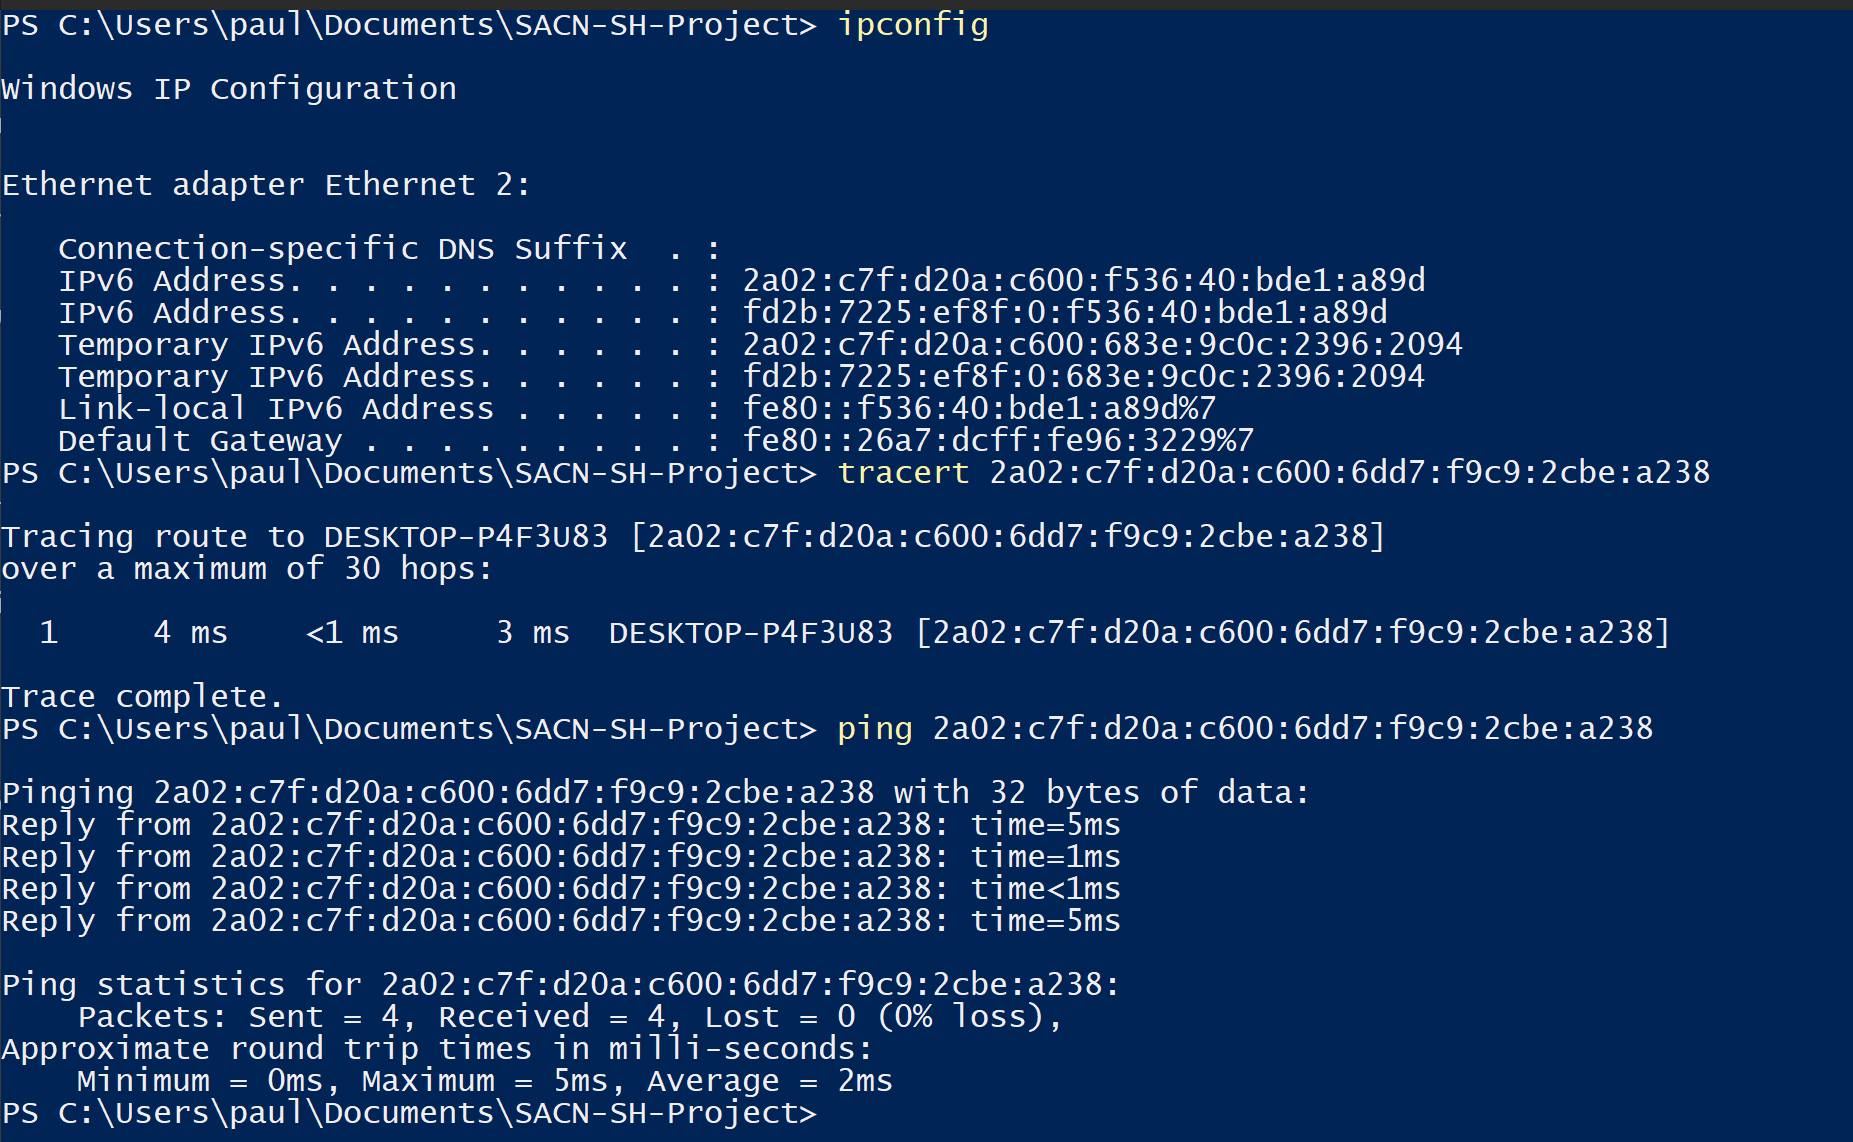 PS C:\Users\paul\Documents\SACN-SH-Project> ipconfig
Windows IP Configuration
Ethernet adapter Ethernet 2:
   Connection-specific DNS Suffix  . :
   IPv6 Address. . . . . . . . . . . : 2a02:c7f:d20a:c600:f536:40:bde1:a89d
   IPv6 Address. . . . . . . . . . . : fd2b:7225:ef8f:0:f536:40:bde1:a89d
   Temporary IPv6 Address. . . . . . : 2a02:c7f:d20a:c600:683e:9c0c:2396:2094
   Temporary IPv6 Address. . . . . . : fd2b:7225:ef8f:0:683e:9c0c:2396:2094
   Link-local IPv6 Address . . . . . : fe80::f536:40:bde1:a89d%7
   Default Gateway . . . . . . . . . : fe80::26a7:dcff:fe96:3229%7
PS C:\Users\paul\Documents\SACN-SH-Project> tracert 2a02:c7f:d20a:c600:6dd7:f9c9:2cbe:a238
Tracing route to DESKTOP-P4F3U83 [2a02:c7f:d20a:c600:6dd7:f9c9:2cbe:a238]
over a maximum of 30 hops:
  1     4 ms    <1 ms     3 ms  DESKTOP-P4F3U83 [2a02:c7f:d20a:c600:6dd7:f9c9:2cbe:a238]
Trace complete.
PS C:\Users\paul\Documents\SACN-SH-Project> ping 2a02:c7f:d20a:c600:6dd7:f9c9:2cbe:a238
Pinging 2a02:c7f:d20a:c600:6dd7:f9c9:2cbe:a238 with 32 bytes of data:
Reply from 2a02:c7f:d20a:c600:6dd7:f9c9:2cbe:a238: time=5ms
Reply from 2a02:c7f:d20a:c600:6dd7:f9c9:2cbe:a238: time=1ms
Reply from 2a02:c7f:d20a:c600:6dd7:f9c9:2cbe:a238: time<1ms
Reply from 2a02:c7f:d20a:c600:6dd7:f9c9:2cbe:a238: time=5ms
Ping statistics for 2a02:c7f:d20a:c600:6dd7:f9c9:2cbe:a238:
    Packets: Sent = 4, Received = 4, Lost = 0 (0% loss),
Approximate round trip times in milli-seconds:
    Minimum = 0ms, Maximum = 5ms, Average = 2ms
PS C:\Users\paul\Documents\SACN-SH-Project>